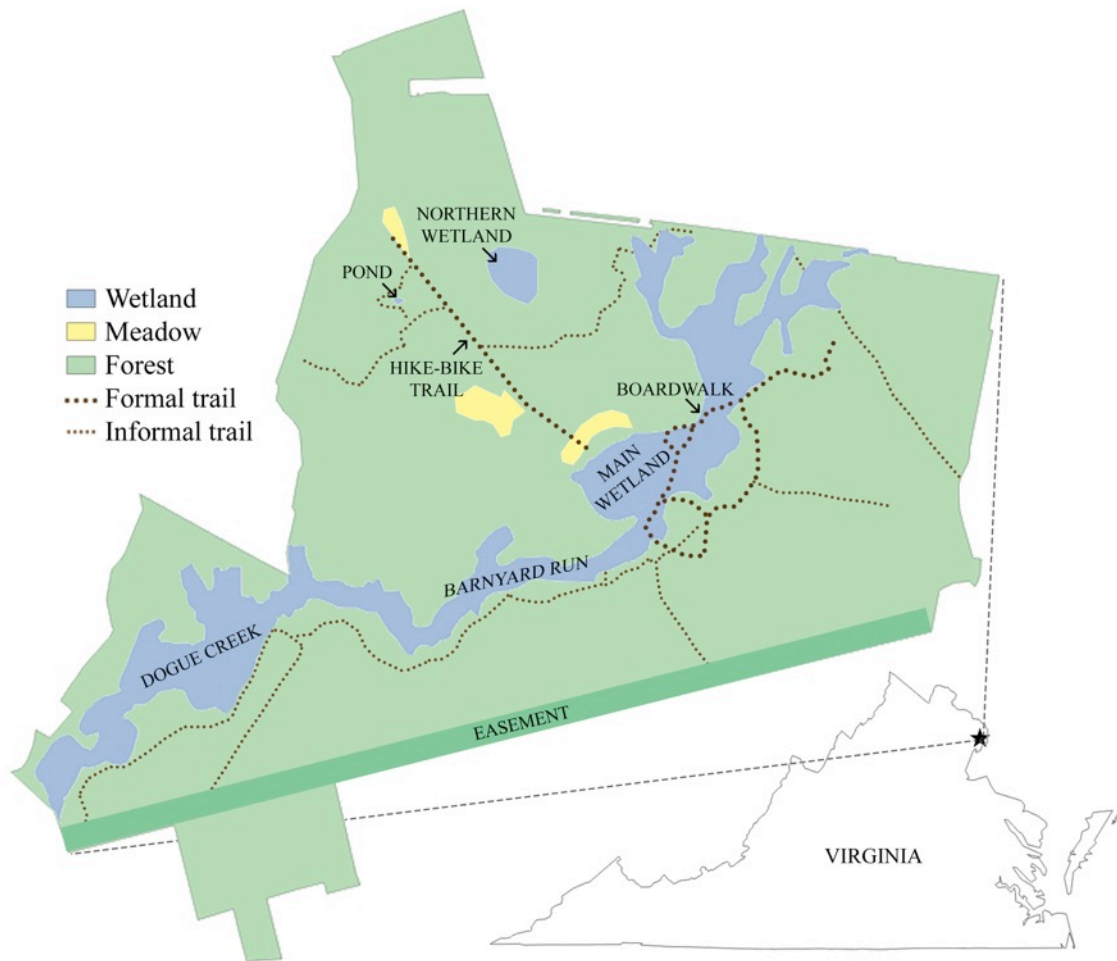 NORTHERN
WETLAND
POND
Wetland
Meadow
Forest
Formal trail
Informal trail
HIKE-BIKE
TRAIL
BOARDWALK
MAIN
WETLAND
BARNYARD RUN
DOGUE CREEK
EASEMENT
VIRGINIA